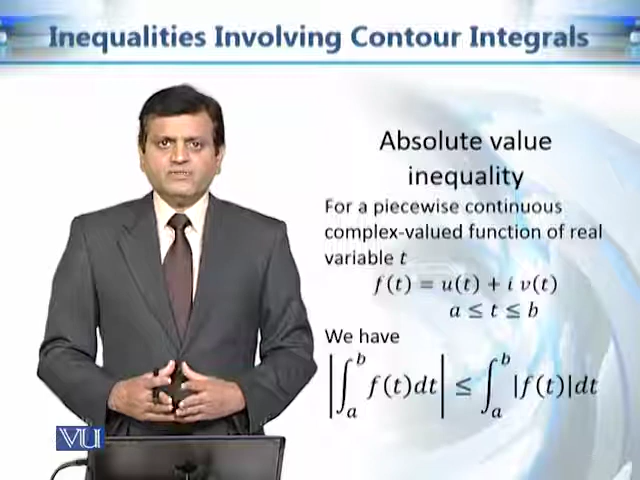 Inequalities Involving Contour Integrals
Absolute value
inequality
For a piecewise continuous
complex-valued function of real
variable t
f(t) = u(t) + i v(t)
a ≤ t ≤ b
We have
|∫_a^b f(t)dt| ≤ ∫_a^b |f(t)|dt
VU